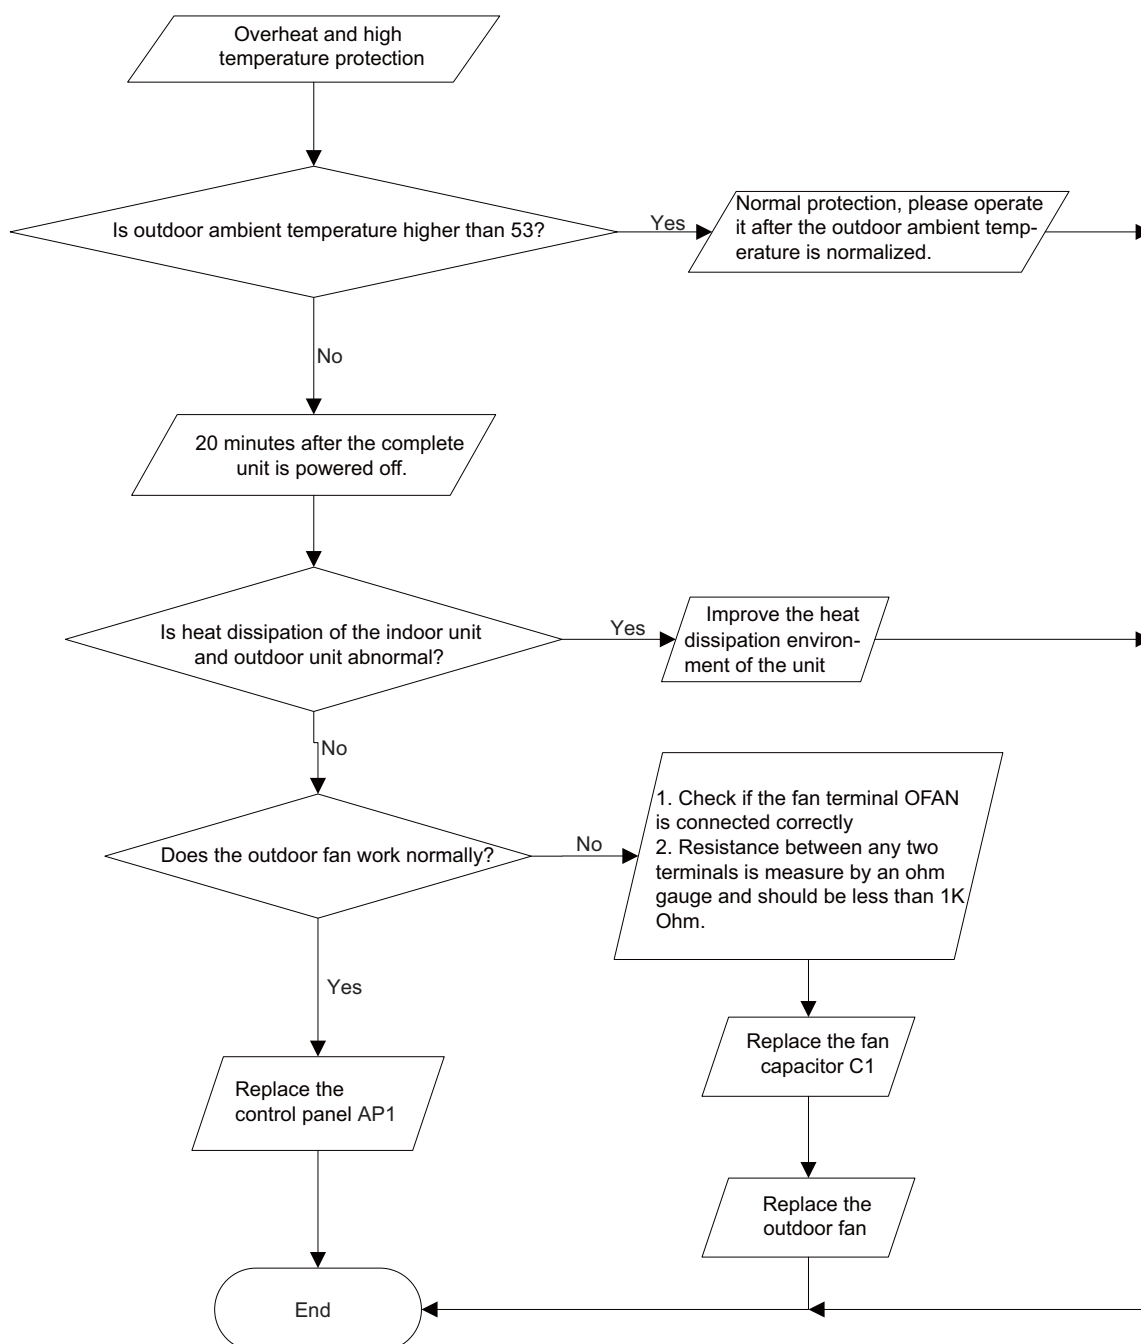 Overheat and high
temperature protection
Is outdoor ambient temperature higher than 53?
Yes
Normal protection, please operate
it after the outdoor ambient temp-
erature is normalized.
No
20 minutes after the complete
unit is powered off.
Is heat dissipation of the indoor unit
and outdoor unit abnormal?
Yes
Improve the heat
dissipation environ-
ment of the unit
No
Does the outdoor fan work normally?
No
1. Check if the fan terminal OFAN
is connected correctly
2. Resistance between any two
terminals is measure by an ohm
gauge and should be less than 1K
Ohm.
Yes
Replace the fan
capacitor C1
Replace the
control panel AP1
Replace the
outdoor fan
End